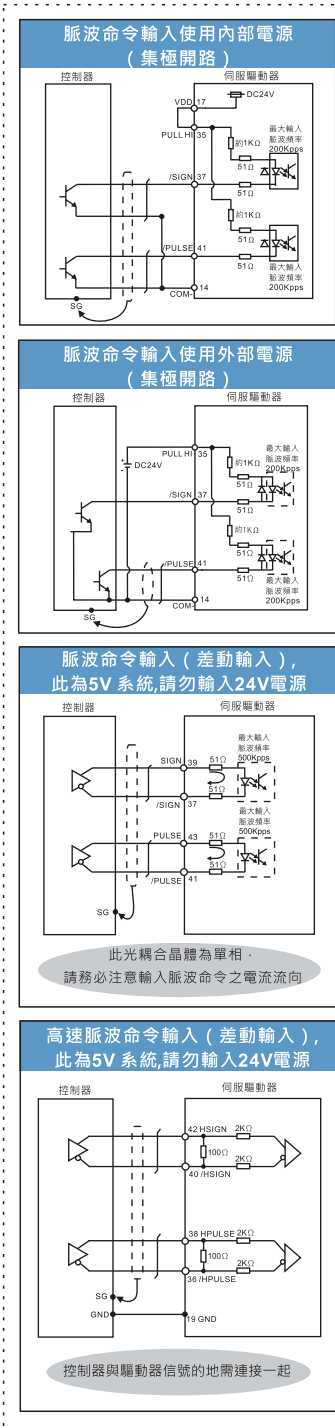 脈波命令輸入使用內部電源
(集極開路)
控制器
伺服驅動器
DC24V
VDD 17
PULL HI 35
約1KΩ
最大輸入
脈波頻率
200Kpps
51Ω
/SIGN 37
51Ω
約1KΩ
51Ω
/PULSE 41
51Ω
最大輸入
脈波頻率
200Kpps
COM- 14
SG
脈波命令輸入使用外部電源
(集極開路)
控制器
伺服驅動器
PULL HI 35
DC24V
約1KΩ
最大輸入
脈波頻率
200Kpps
51Ω
/SIGN 37
51Ω
約1KΩ
51Ω
/PULSE 41
51Ω
最大輸入
脈波頻率
200Kpps
COM- 14
SG
脈波命令輸入(差動輸入),
此為5V 系統,請勿輸入24V電源
控制器
伺服驅動器
最大輸入
脈波頻率
500Kpps
SIGN 39 51Ω
51Ω
/SIGN 37
最大輸入
脈波頻率
500Kpps
PULSE 43 51Ω
51Ω
/PULSE 41
SG
此光耦合晶體為單相,
請務必注意輸入脈波命令之電流流向
高速脈波命令輸入(差動輸入),
此為5V 系統,請勿輸入24V電源
控制器
伺服驅動器
42 HSIGN 2KΩ
100Ω
2KΩ
40 /HSIGN
38 HPULSE 2KΩ
100Ω
2KΩ
36 /HPULSE
SG
GND
19 GND
控制器與驅動器信號的地需連接一起